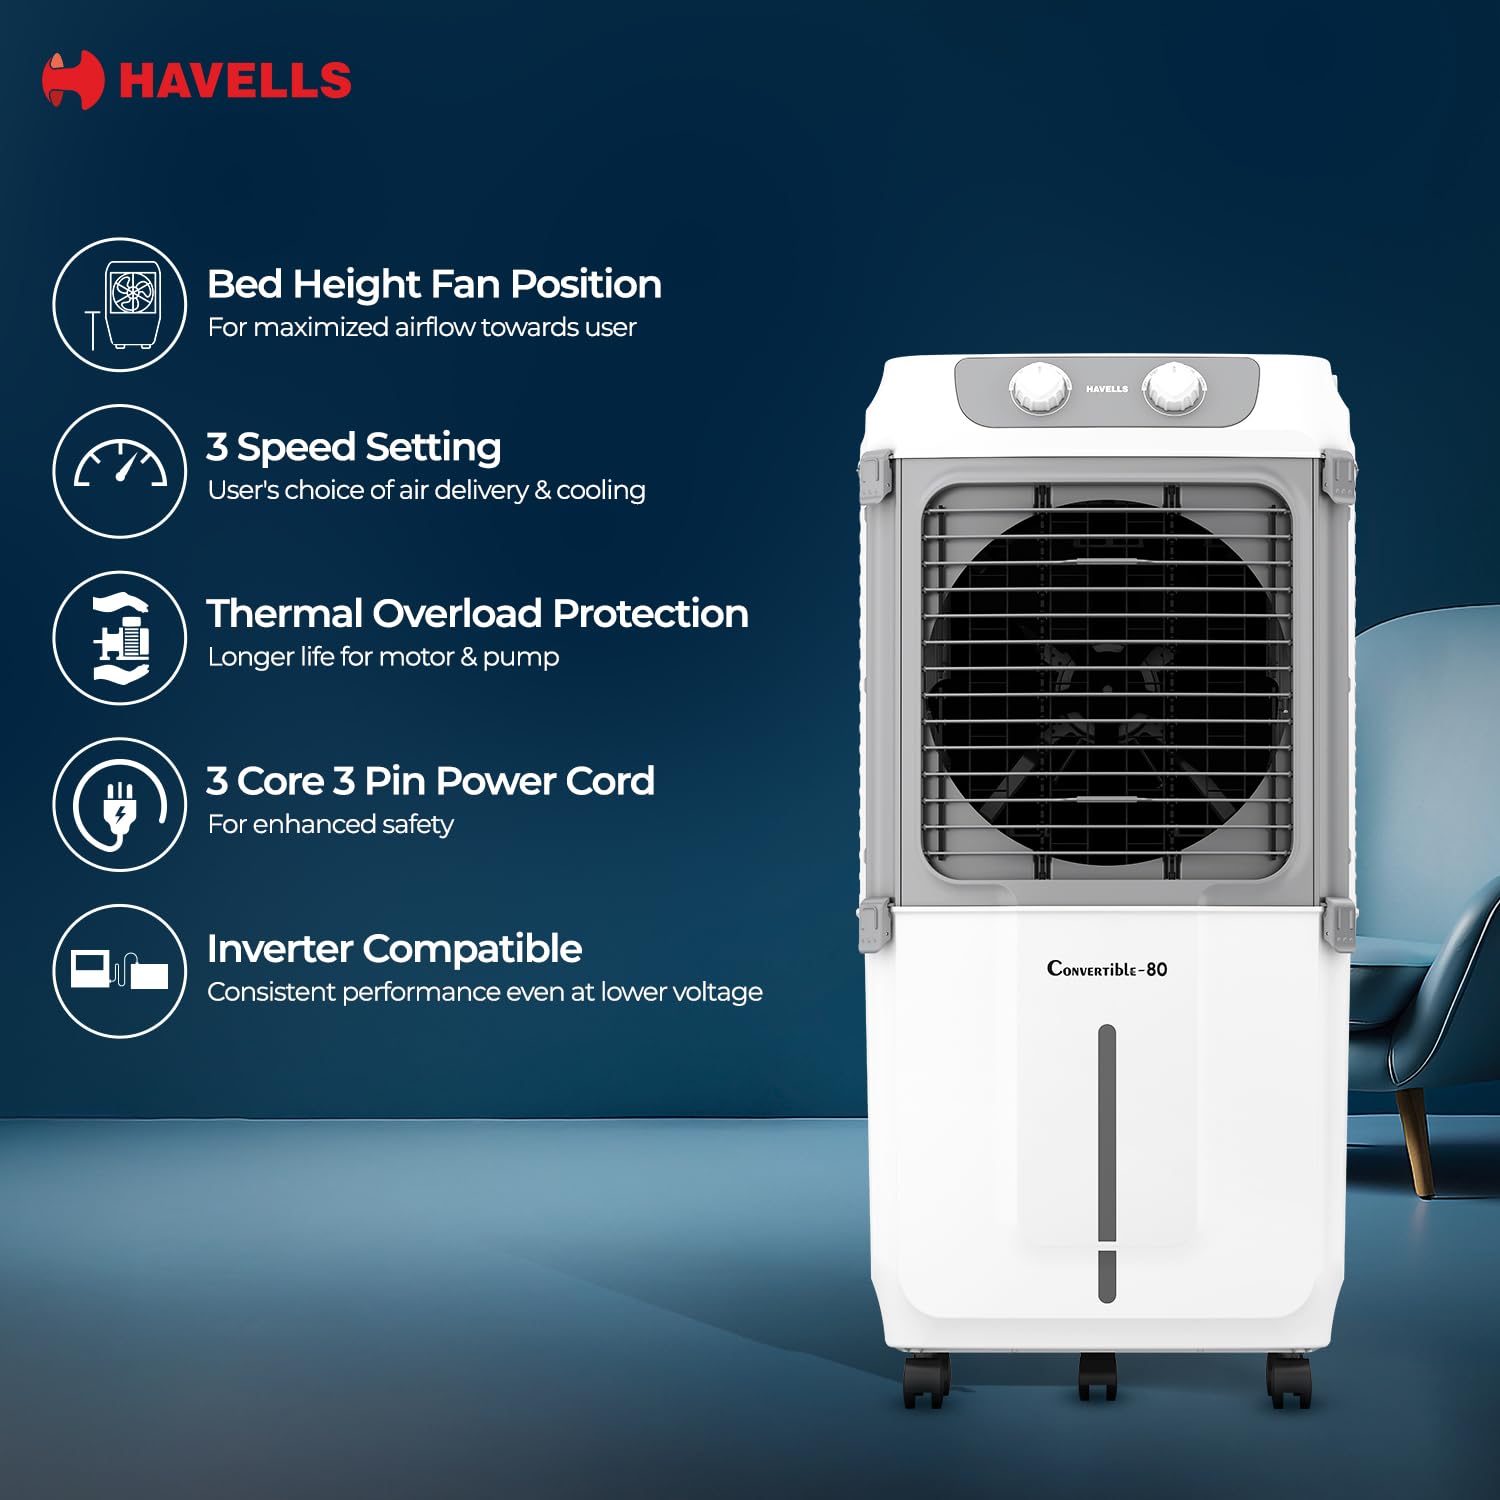 HAVELLS
Bed Height Fan Position
For maximized airflow towards user
3 Speed Setting
User's choice of air delivery & cooling
Thermal Overload Protection
Longer life for motor & pump
3 Core 3 Pin Power Cord
For enhanced safety
Inverter Compatible
Consistent performance even at lower voltage
HAVELLS
Convertible-80